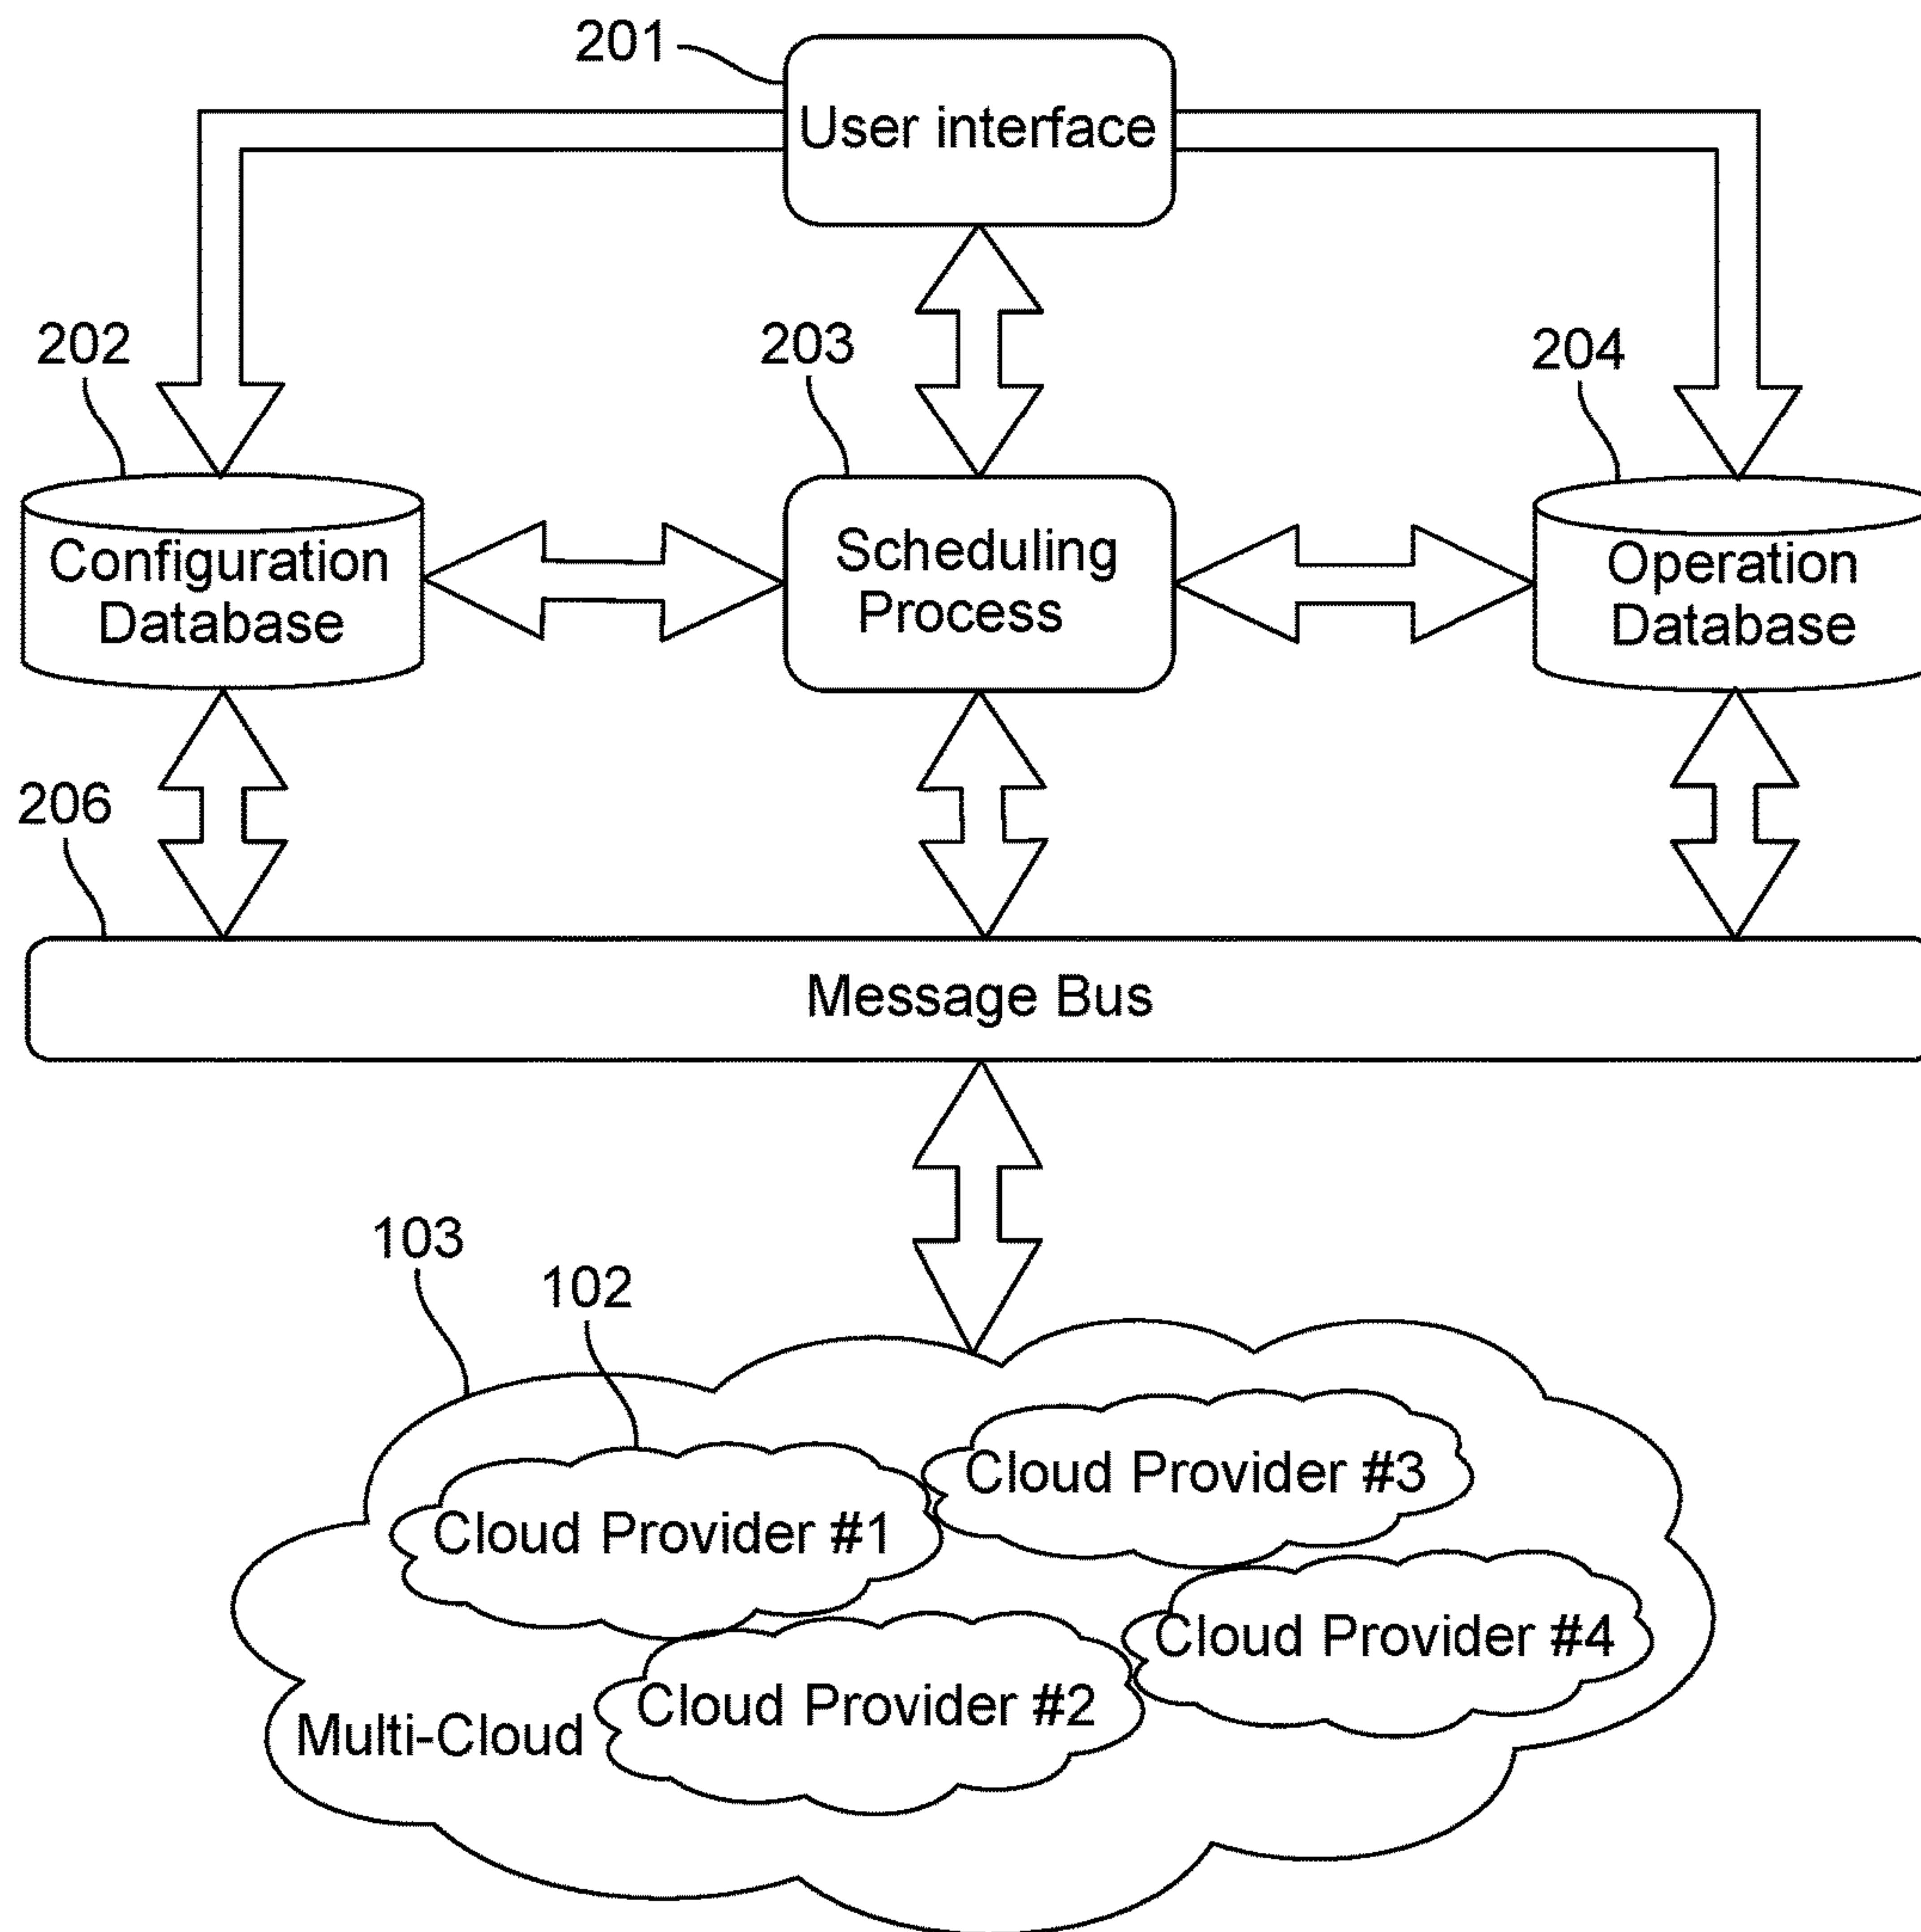 201
User interface
202
203
204
Configuration
Database
Scheduling
Process
Operation
Database
206
Message Bus
103
102
Cloud Provider #3
Cloud Provider #1
Cloud Provider #4
Cloud Provider #2
Multi-Cloud